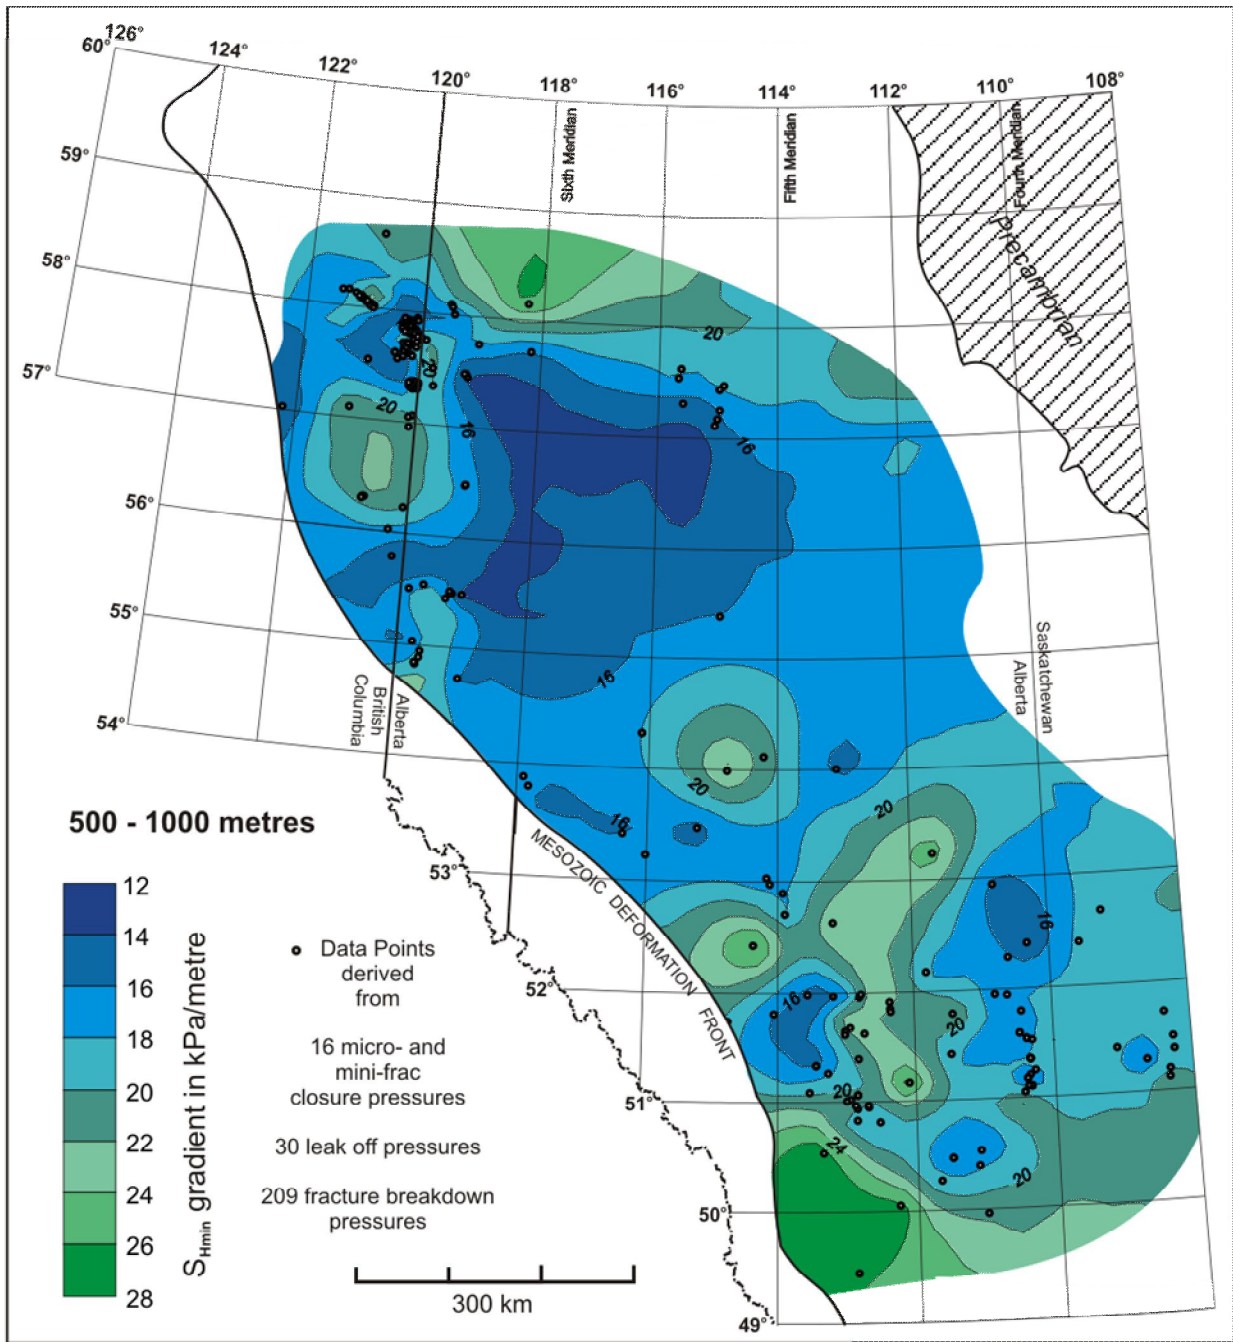 126°
60°
124°
122°
120°
118°
116°
114°
112°
110°
108°
59°
58°
57°
56°
55°
54°
53°
52°
51°
50°
49°
Sixth Meridian
Fifth Meridian
Fourth Meridian
Precambrian
20
20
20
16
16
16
20
16
20
16
16
20
20
24
20
British
Columbia
Alberta
Saskatchewan
Alberta
MESOZOIC DEFORMATION FRONT
500 - 1000 metres
12
14
16
18
20
22
24
26
28
SHmin gradient in kPa/metre
Data Points
derived
from
16 micro- and
mini-frac
closure pressures
30 leak off pressures
209 fracture breakdown
pressures
300 km